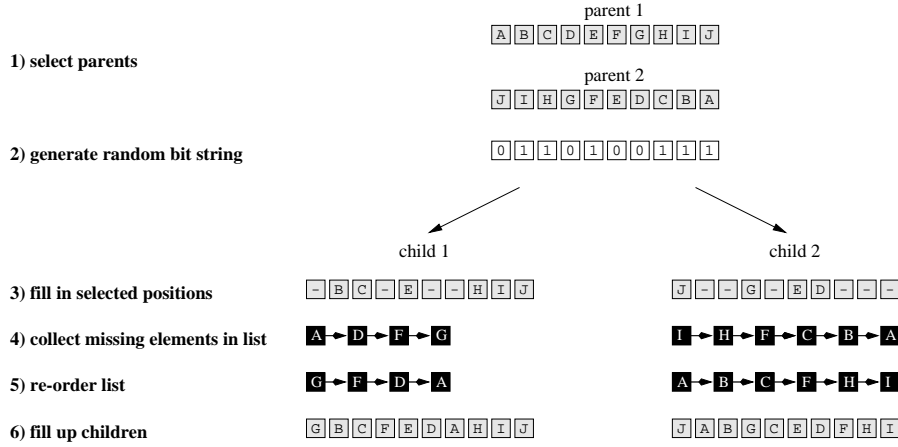 parent 1
A B C D E F G H I J
1) select parents
parent 2
J I H G F E D C B A
2) generate random bit string
0 1 1 0 1 0 0 1 1 1
child 1 child 2
3) fill in selected positions - B C - E - - H I J J - - G - E D - - -
4) collect missing elements in list A D F G I H F C B A
5) re-order list G F D A A B C F H I
6) fill up children G B C F E D A H I J J A B G C E D F H I